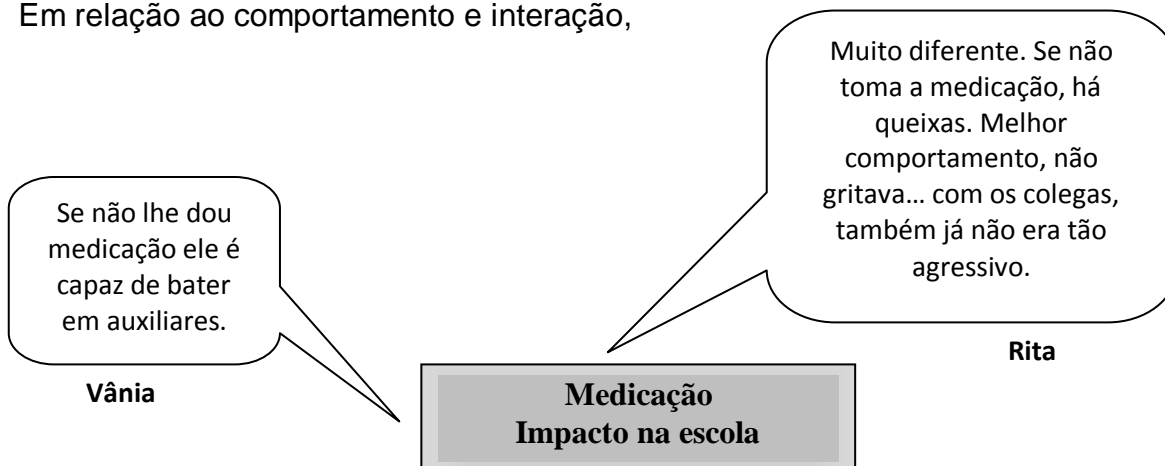 Em relação ao comportamento e interação,
Muito diferente. Se não
toma a medicação, há
queixas. Melhor
comportamento, não
gritava… com os colegas,
também já não era tão
agressivo.
Rita
Se não lhe dou
medicação ele é
capaz de bater
em auxiliares.
Vânia
Medicação
Impacto na escola